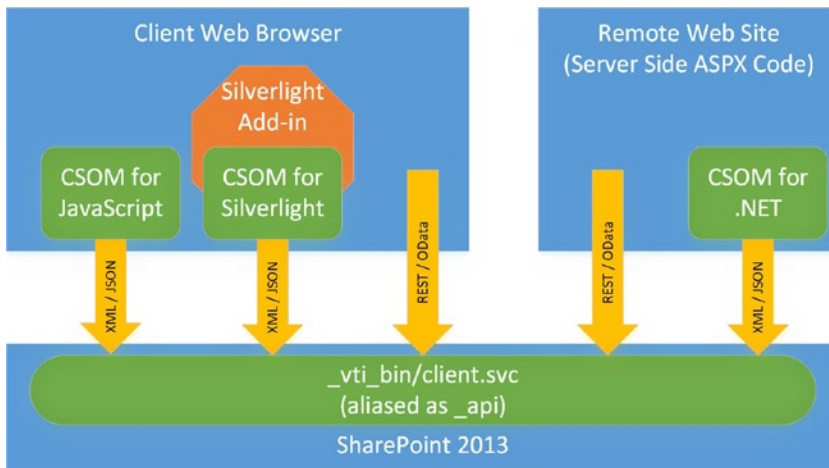 Client Web Browser
Remote Web Site
(Server Side ASPX Code)
Silverlight
Add-in
CSOM for
JavaScript
CSOM for
Silverlight
CSOM for
.NET
XML / JSON
XML / JSON
REST / OData
REST / OData
XML / JSON
_vti_bin/client.svc
(aliased as _api)
SharePoint 2013